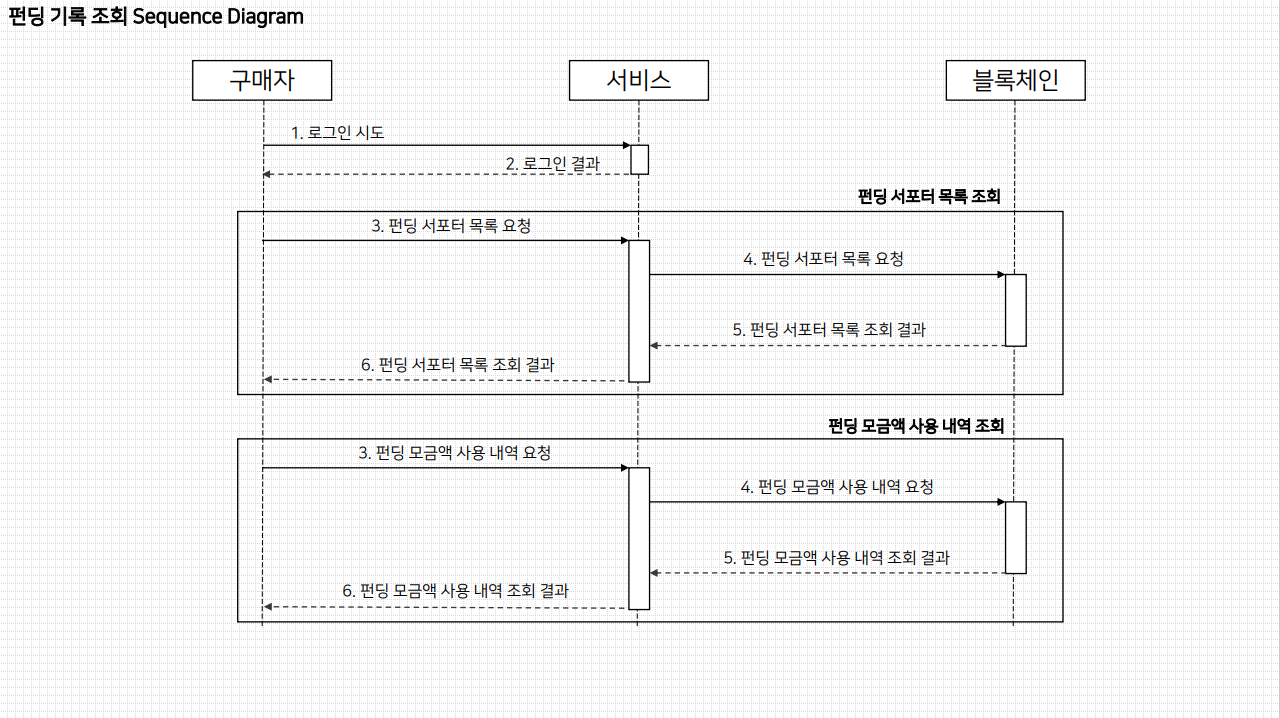 펀딩 기록 조회 Sequence Diagram
구매자
서비스
블록체인
1. 로그인 시도
2. 로그인 결과
펀딩 서포터 목록 조회
3. 펀딩 서포터 목록 요청
4. 펀딩 서포터 목록 요청
5. 펀딩 서포터 목록 조회 결과
6. 펀딩 서포터 목록 조회 결과
펀딩 모금액 사용 내역 조회
3. 펀딩 모금액 사용 내역 요청
4. 펀딩 모금액 사용 내역 요청
5. 펀딩 모금액 사용 내역 조회 결과
6. 펀딩 모금액 사용 내역 조회 결과